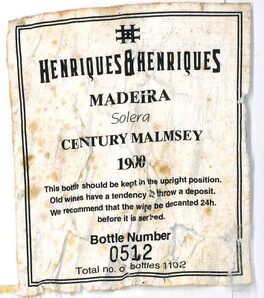 HENRIQUES & HENRIQUES
MADEIRA
Solera
CENTURY MALMSEY
1900
This bottle should be kept in the upright position.
Old wines have a tendency to throw a deposit.
We recommend that the wine be decanted 24h.
before it is served.
Bottle Number
0512
Total no. of bottles 1102